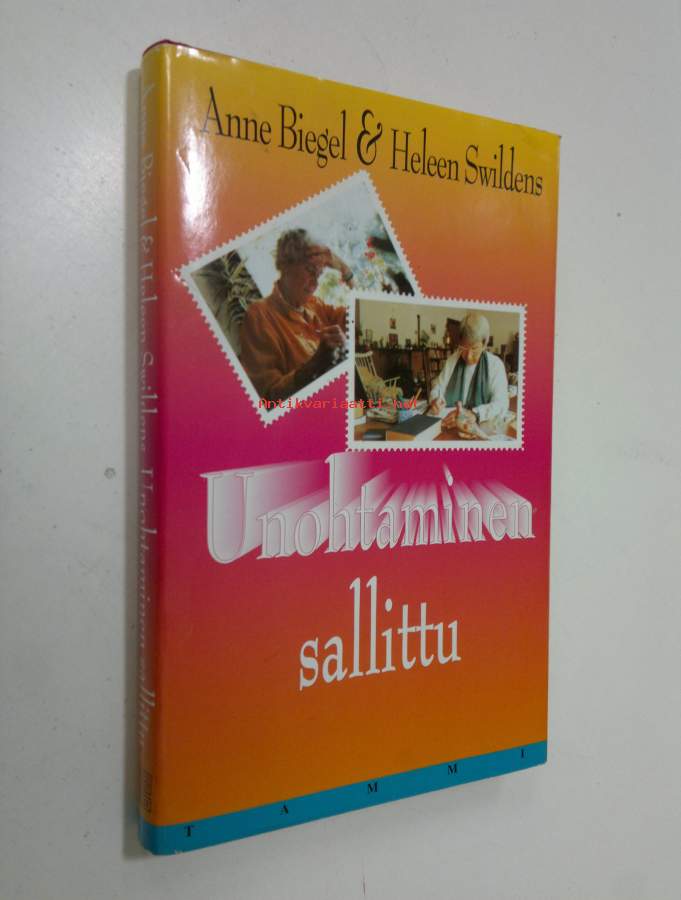 Anne Biegel & Heleen Swildens
Antikvariaatti.net
Unohtaminen
sallittu
TAMMI
Anne Biegel & Heleen Swildens Unohtaminen sallittu